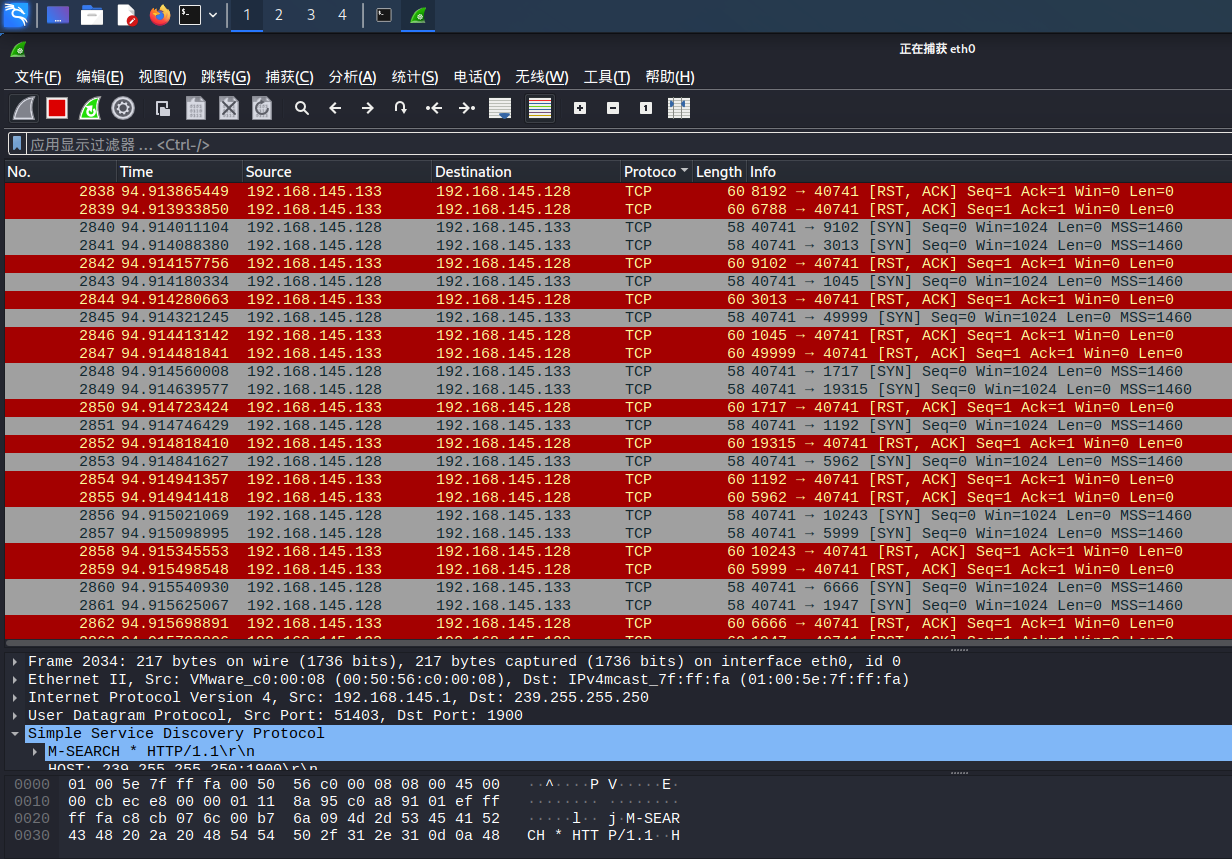 1 2 3 4
正在捕获 eth0
文件(F) 编辑(E) 视图(V) 跳转(G) 捕获(C) 分析(A) 统计(S) 电话(Y) 无线(W) 工具(T) 帮助(H)
应用显示过滤器 … <Ctrl-/>
No. Time Source Destination Protoco Length Info
2838 94.913865449 192.168.145.133 192.168.145.128 TCP 60 8192 → 40741 [RST, ACK] Seq=1 Ack=1 Win=0 Len=0
2839 94.913933850 192.168.145.133 192.168.145.128 TCP 60 6788 → 40741 [RST, ACK] Seq=1 Ack=1 Win=0 Len=0
2840 94.914011104 192.168.145.128 192.168.145.133 TCP 58 40741 → 9102 [SYN] Seq=0 Win=1024 Len=0 MSS=1460
2841 94.914088380 192.168.145.128 192.168.145.133 TCP 58 40741 → 3013 [SYN] Seq=0 Win=1024 Len=0 MSS=1460
2842 94.914157756 192.168.145.133 192.168.145.128 TCP 60 9102 → 40741 [RST, ACK] Seq=1 Ack=1 Win=0 Len=0
2843 94.914180334 192.168.145.128 192.168.145.133 TCP 58 40741 → 1045 [SYN] Seq=0 Win=1024 Len=0 MSS=1460
2844 94.914280663 192.168.145.133 192.168.145.128 TCP 60 3013 → 40741 [RST, ACK] Seq=1 Ack=1 Win=0 Len=0
2845 94.914321245 192.168.145.128 192.168.145.133 TCP 58 40741 → 49999 [SYN] Seq=0 Win=1024 Len=0 MSS=1460
2846 94.914413142 192.168.145.133 192.168.145.128 TCP 60 1045 → 40741 [RST, ACK] Seq=1 Ack=1 Win=0 Len=0
2847 94.914481841 192.168.145.133 192.168.145.128 TCP 60 49999 → 40741 [RST, ACK] Seq=1 Ack=1 Win=0 Len=0
2848 94.914560008 192.168.145.128 192.168.145.133 TCP 58 40741 → 1717 [SYN] Seq=0 Win=1024 Len=0 MSS=1460
2849 94.914639577 192.168.145.128 192.168.145.133 TCP 58 40741 → 19315 [SYN] Seq=0 Win=1024 Len=0 MSS=1460
2850 94.914723424 192.168.145.133 192.168.145.128 TCP 60 1717 → 40741 [RST, ACK] Seq=1 Ack=1 Win=0 Len=0
2851 94.914746429 192.168.145.128 192.168.145.133 TCP 58 40741 → 1192 [SYN] Seq=0 Win=1024 Len=0 MSS=1460
2852 94.914818410 192.168.145.133 192.168.145.128 TCP 60 19315 → 40741 [RST, ACK] Seq=1 Ack=1 Win=0 Len=0
2853 94.914841627 192.168.145.128 192.168.145.133 TCP 58 40741 → 5962 [SYN] Seq=0 Win=1024 Len=0 MSS=1460
2854 94.914941357 192.168.145.133 192.168.145.128 TCP 60 1192 → 40741 [RST, ACK] Seq=1 Ack=1 Win=0 Len=0
2855 94.914941418 192.168.145.133 192.168.145.128 TCP 60 5962 → 40741 [RST, ACK] Seq=1 Ack=1 Win=0 Len=0
2856 94.915021069 192.168.145.128 192.168.145.133 TCP 58 40741 → 10243 [SYN] Seq=0 Win=1024 Len=0 MSS=1460
2857 94.915098995 192.168.145.128 192.168.145.133 TCP 58 40741 → 5999 [SYN] Seq=0 Win=1024 Len=0 MSS=1460
2858 94.915345553 192.168.145.133 192.168.145.128 TCP 60 10243 → 40741 [RST, ACK] Seq=1 Ack=1 Win=0 Len=0
2859 94.915498548 192.168.145.133 192.168.145.128 TCP 60 5999 → 40741 [RST, ACK] Seq=1 Ack=1 Win=0 Len=0
2860 94.915540930 192.168.145.128 192.168.145.133 TCP 58 40741 → 6666 [SYN] Seq=0 Win=1024 Len=0 MSS=1460
2861 94.915625067 192.168.145.128 192.168.145.133 TCP 58 40741 → 1947 [SYN] Seq=0 Win=1024 Len=0 MSS=1460
2862 94.915698891 192.168.145.133 192.168.145.128 TCP 60 6666 → 40741 [RST, ACK] Seq=1 Ack=1 Win=0 Len=0
Frame 2034: 217 bytes on wire (1736 bits), 217 bytes captured (1736 bits) on interface eth0, id 0
Ethernet II, Src: VMware_c0:00:08 (00:50:56:c0:00:08), Dst: IPv4mcast_7f:ff:fa (01:00:5e:7f:ff:fa)
Internet Protocol Version 4, Src: 192.168.145.1, Dst: 239.255.255.250
User Datagram Protocol, Src Port: 51403, Dst Port: 1900
Simple Service Discovery Protocol
M-SEARCH * HTTP/1.1\r\n
HOST: 239.255.255.250:1900\r\n
0000 01 00 5e 7f ff fa 00 50 56 c0 00 08 08 00 45 00 ··^····P V·····E·
0010 00 cb ec e8 00 00 01 11 8a 95 c0 a8 91 01 ef ff ········ ········
0020 ff fa c8 cb 07 6c 00 b7 6a 09 4d 2d 53 45 41 52 ·····l·· j·M-SEAR
0030 43 48 20 2a 20 48 54 54 50 2f 31 2e 31 0d 0a 48 CH * HTT P/1.1··H